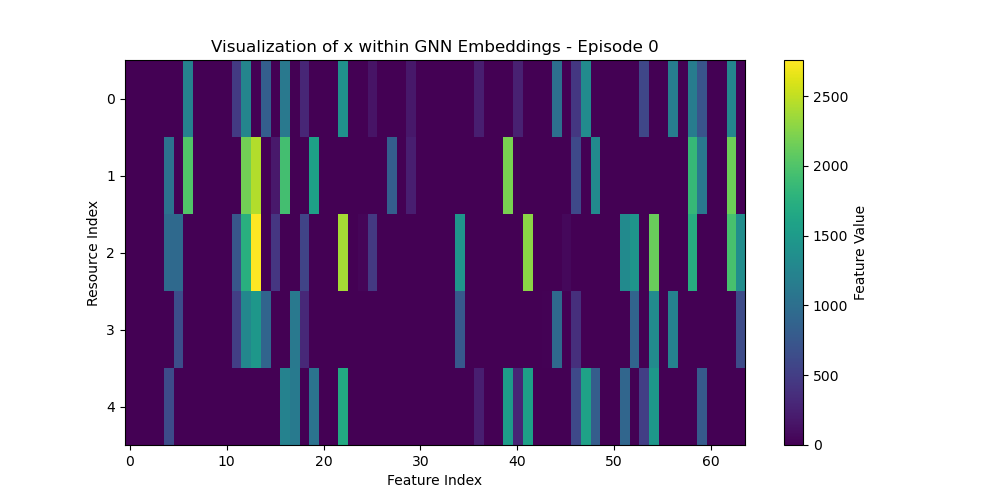 Visualization of x within GNN Embeddings - Episode 0
Resource Index
0
1
2
3
4
0 10 20 30 40 50 60
Feature Index
2500
2000
1500
1000
500
0
Feature Value